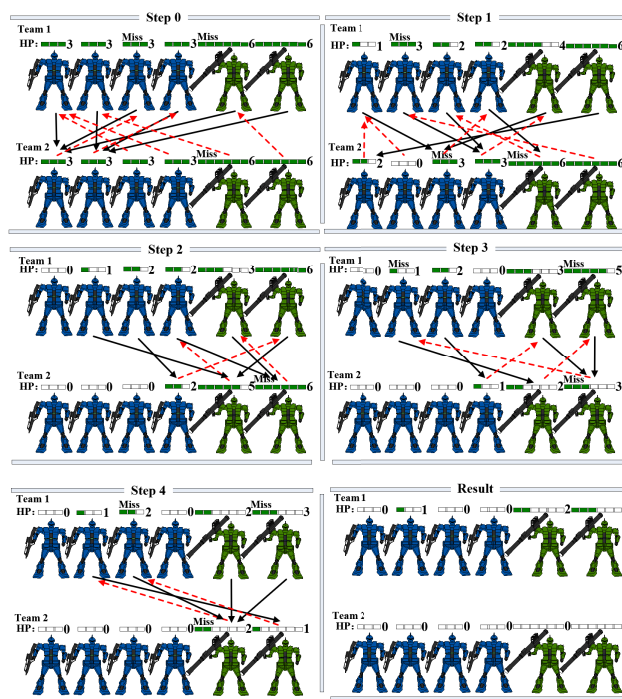 Step 0
Team 1
Miss
Miss
HP: 3 3 3 3 6 6
Team 2
Miss
3 3 3 3 6 6
Step 1
Team 1
Miss
HP: 1 3 2 2 4 6
Team 2
Miss
Miss
2 0 3 3 6 6
Step 2
Team 1
HP: 0 1 2 2 3 6
Team 2
Miss
HP: 0 0 0 2 5 6
Step 3
Team 1
Miss
Miss
HP: 0 1 2 0 3 5
Team 2
Miss
HP: 0 0 0 1 2 3
Step 4
Team 1
Miss
Miss
HP: 0 1 2 0 2 3
Team 2
Miss
HP: 0 0 0 0 2 1
Result
Team 1
HP: 0 1 0 0 2 2
Team 2
HP: 0 0 0 0 0 0